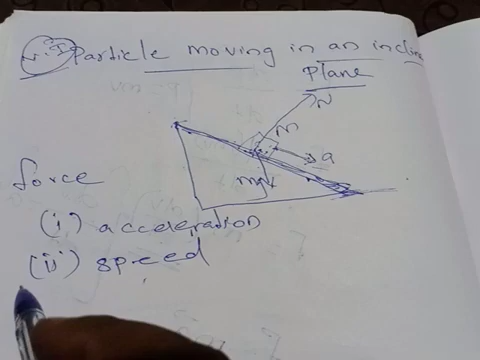 Particle moving in an incline
plane
N
m
a
mg
force
(i) acceleration
(ii) speed